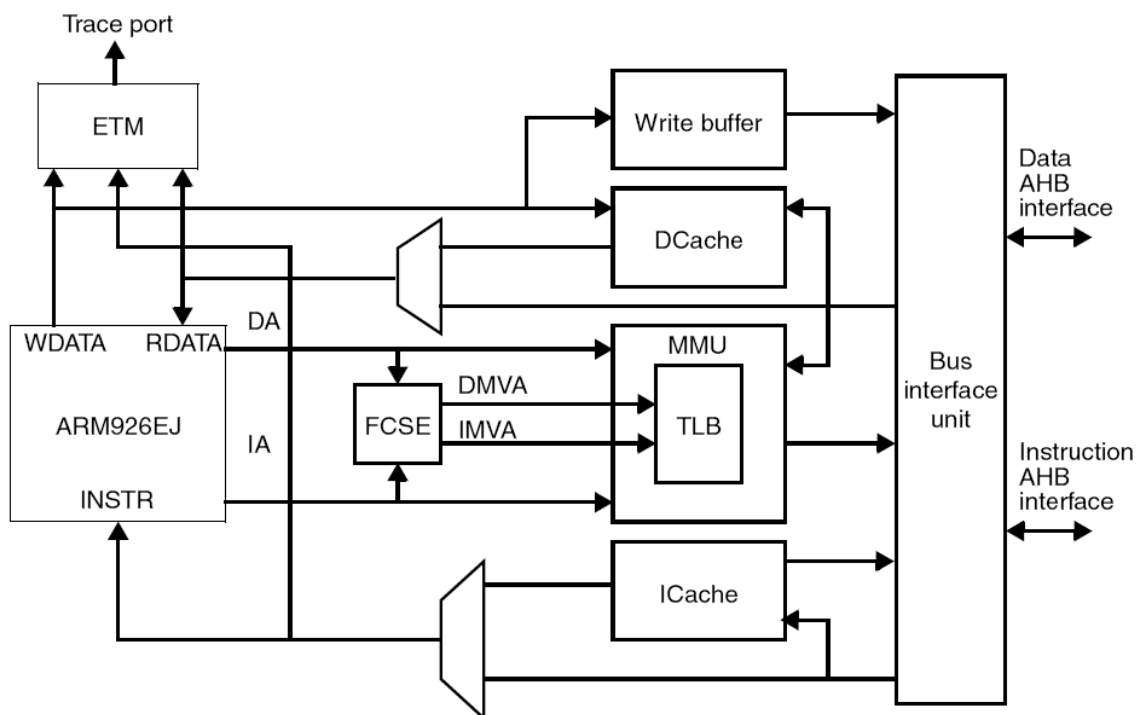 Trace port
ETM
Write buffer
Data
AHB
interface
DCache
WDATA RDATA
DA
MMU
DMVA
FCSE
TLB
IMVA
ARM926EJ
IA
INSTR
Bus
interface
unit
Instruction
AHB
interface
ICache